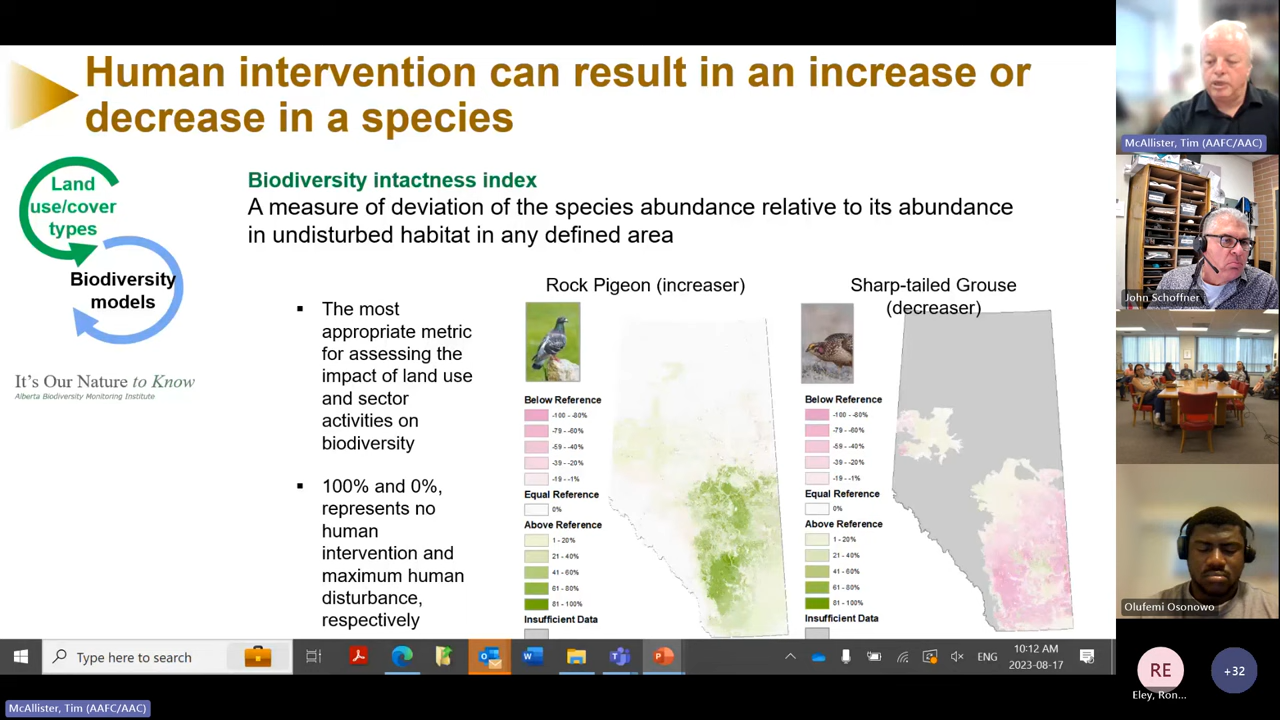 Human intervention can result in an increase or
decrease in a species
Land
use/cover
types
Biodiversity
models
It's Our Nature to Know
Alberta Biodiversity Monitoring Institute
Biodiversity intactness index
A measure of deviation of the species abundance relative to its abundance
in undisturbed habitat in any defined area
▪ The most
appropriate metric
for assessing the
impact of land use
and sector
activities on
biodiversity
▪ 100% and 0%,
represents no
human
intervention and
maximum human
disturbance,
respectively
Rock Pigeon (increaser)
Below Reference
-100 - -80%
-79 - -60%
-59 - -40%
-39 - -20%
-19 - -1%
Equal Reference
0%
Above Reference
1 - 20%
21 - 40%
41 - 60%
61 - 80%
81 - 100%
Insufficient Data
Sharp-tailed Grouse
(decreaser)
Below Reference
-100 - -80%
-79 - -60%
-59 - -40%
-39 - -20%
-19 - -1%
Equal Reference
0%
Above Reference
1 - 20%
21 - 40%
41 - 60%
61 - 80%
81 - 100%
Insufficient Data
Type here to search
ENG
10:12 AM
2023-08-17
McAllister, Tim (AAFC/AAC)
McAllister, Tim (AAFC/AAC)
John Schoffner
Olufemi Osonowo
RE
Eley, Ron...
+32